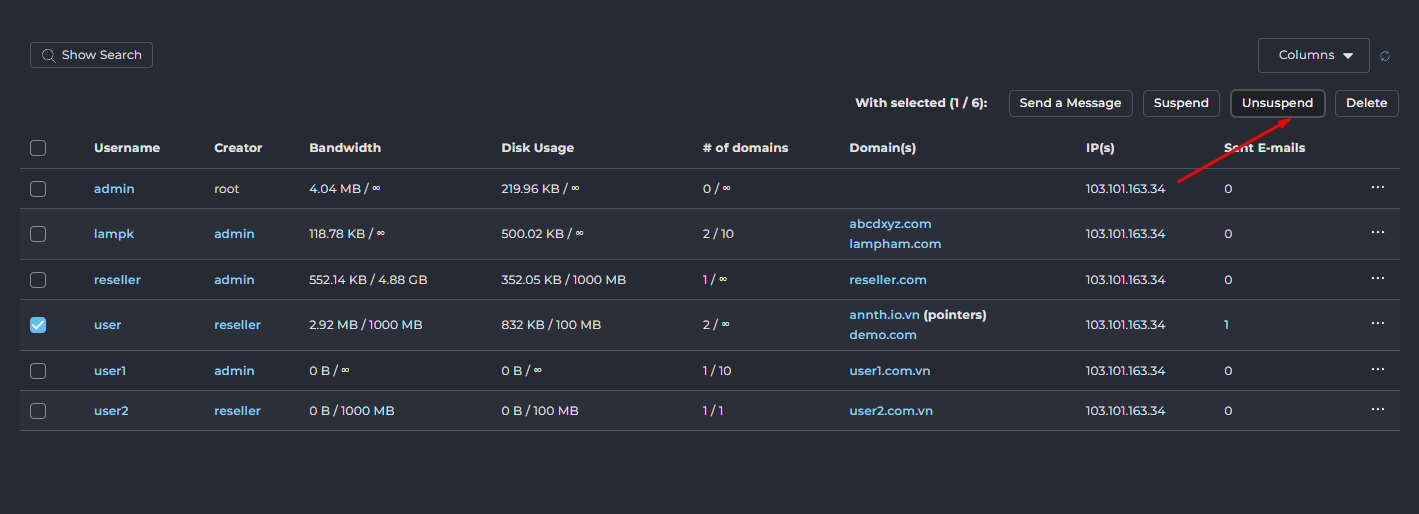 Show Search
Columns
With selected (1 / 6): Send a Message Suspend Unsuspend Delete
Username Creator Bandwidth Disk Usage # of domains Domain(s) IP(s) Sent E-mails
admin root 4.04 MB / ∞ 219.96 KB / ∞ 0 / ∞ 103.101.163.34 0 ...
lampk admin 118.78 KB / ∞ 500.02 KB / ∞ 2 / 10 abcdxyz.com 103.101.163.34 0 ...
lampham.com
reseller admin 552.14 KB / 4.88 GB 352.05 KB / 1000 MB 1 / ∞ reseller.com 103.101.163.34 0 ...
user reseller 2.92 MB / 1000 MB 832 KB / 100 MB 2 / ∞ annth.io.vn (pointers) 103.101.163.34 1 ...
demo.com
user1 admin 0 B / ∞ 0 B / ∞ 1 / 10 user1.com.vn 103.101.163.34 0 ...
user2 reseller 0 B / 1000 MB 0 B / 100 MB 1 / 1 user2.com.vn 103.101.163.34 0 ...